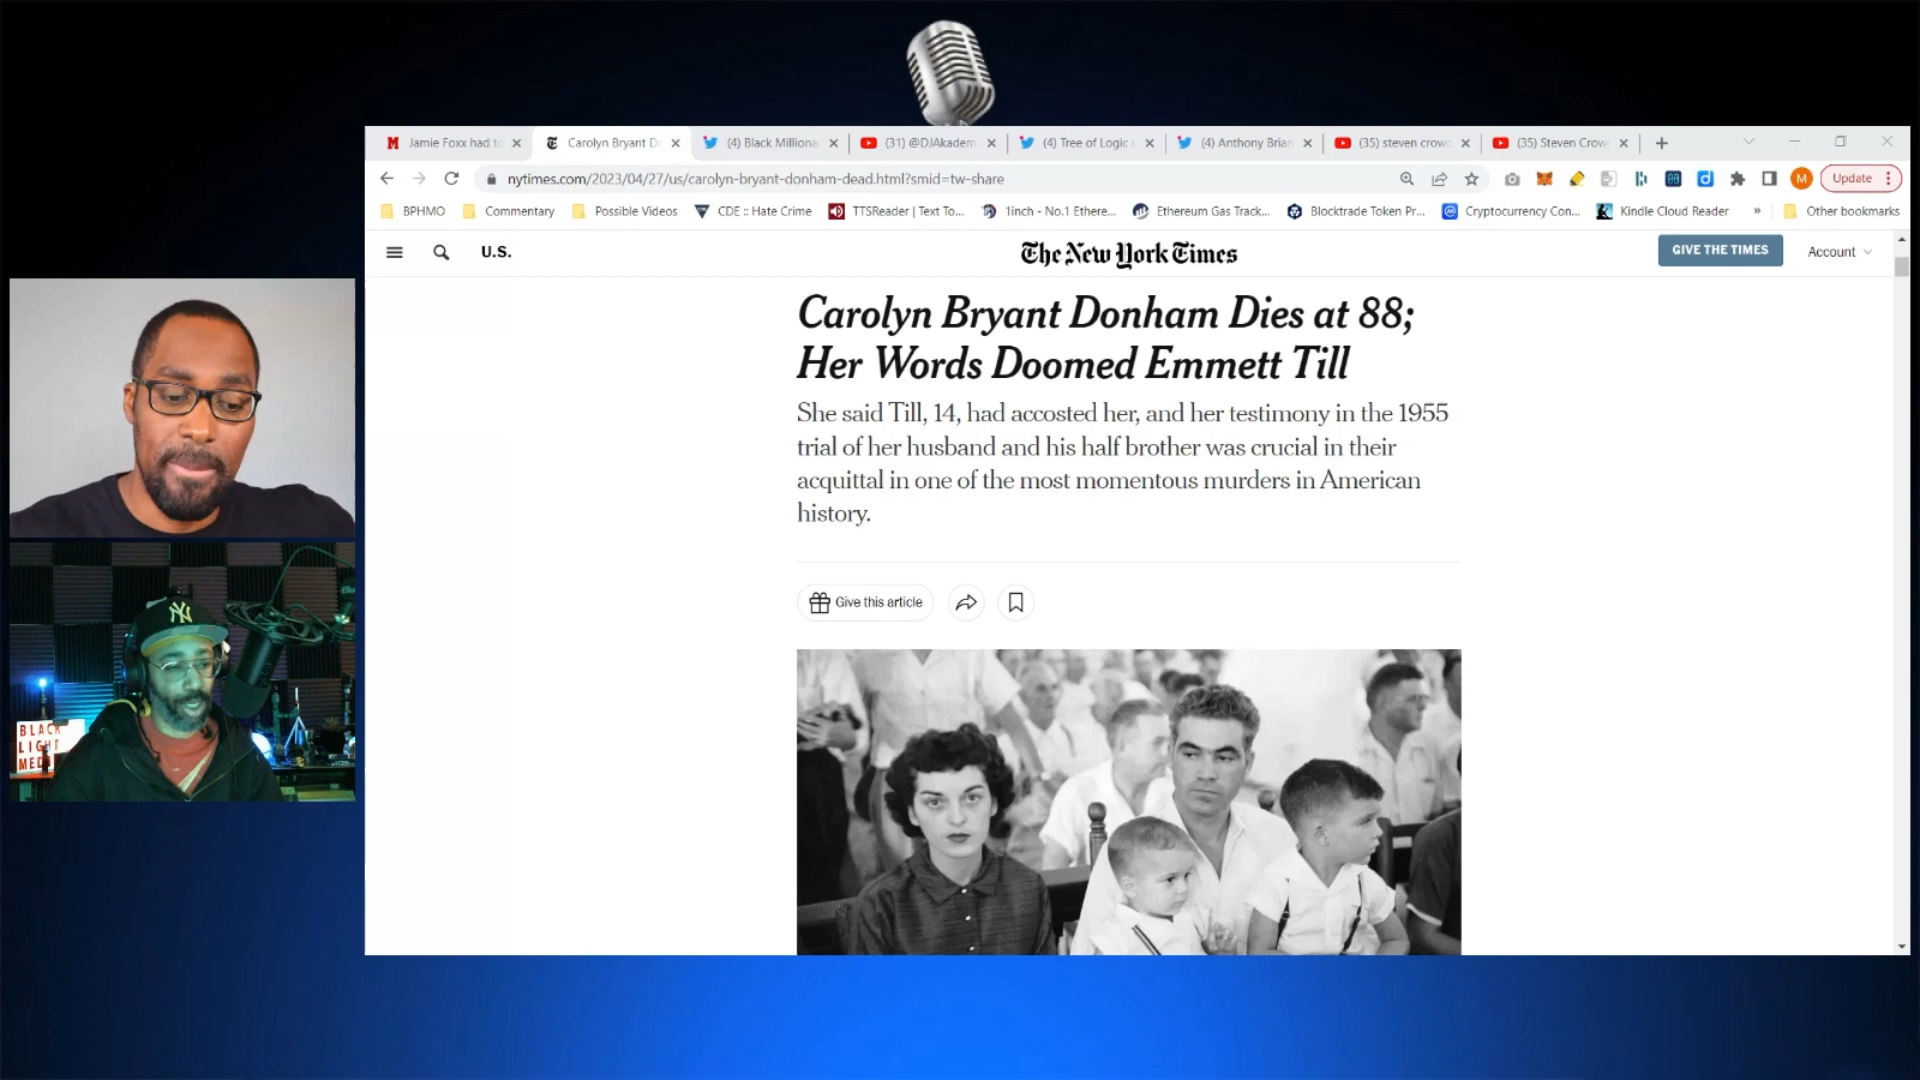 Jamie Foxx had to
Carolyn Bryant Do
(4) Black Milliona
(31) @DJAkadem
(4) Tree of Logic
(4) Anthony Brian
(35) steven crow
(35) Steven Crow
nytimes.com/2023/04/27/us/carolyn-bryant-donham-dead.html?smid=tw-share
M
Update
BPHMO
Commentary
Possible Videos
CDE :: Hate Crime
TTSReader | Text To...
1inch - No.1 Ethere...
Ethereum Gas Track...
Blocktrade Token Pr...
Cryptocurrency Con...
Kindle Cloud Reader
»
Other bookmarks
U.S.
The New York Times
GIVE THE TIMES
Account
Carolyn Bryant Donham Dies at 88;
Her Words Doomed Emmett Till
She said Till, 14, had accosted her, and her testimony in the 1955
trial of her husband and his half brother was crucial in their
acquittal in one of the most momentous murders in American
history.
Give this article
NY
BLACK
LIGHT
MEDI